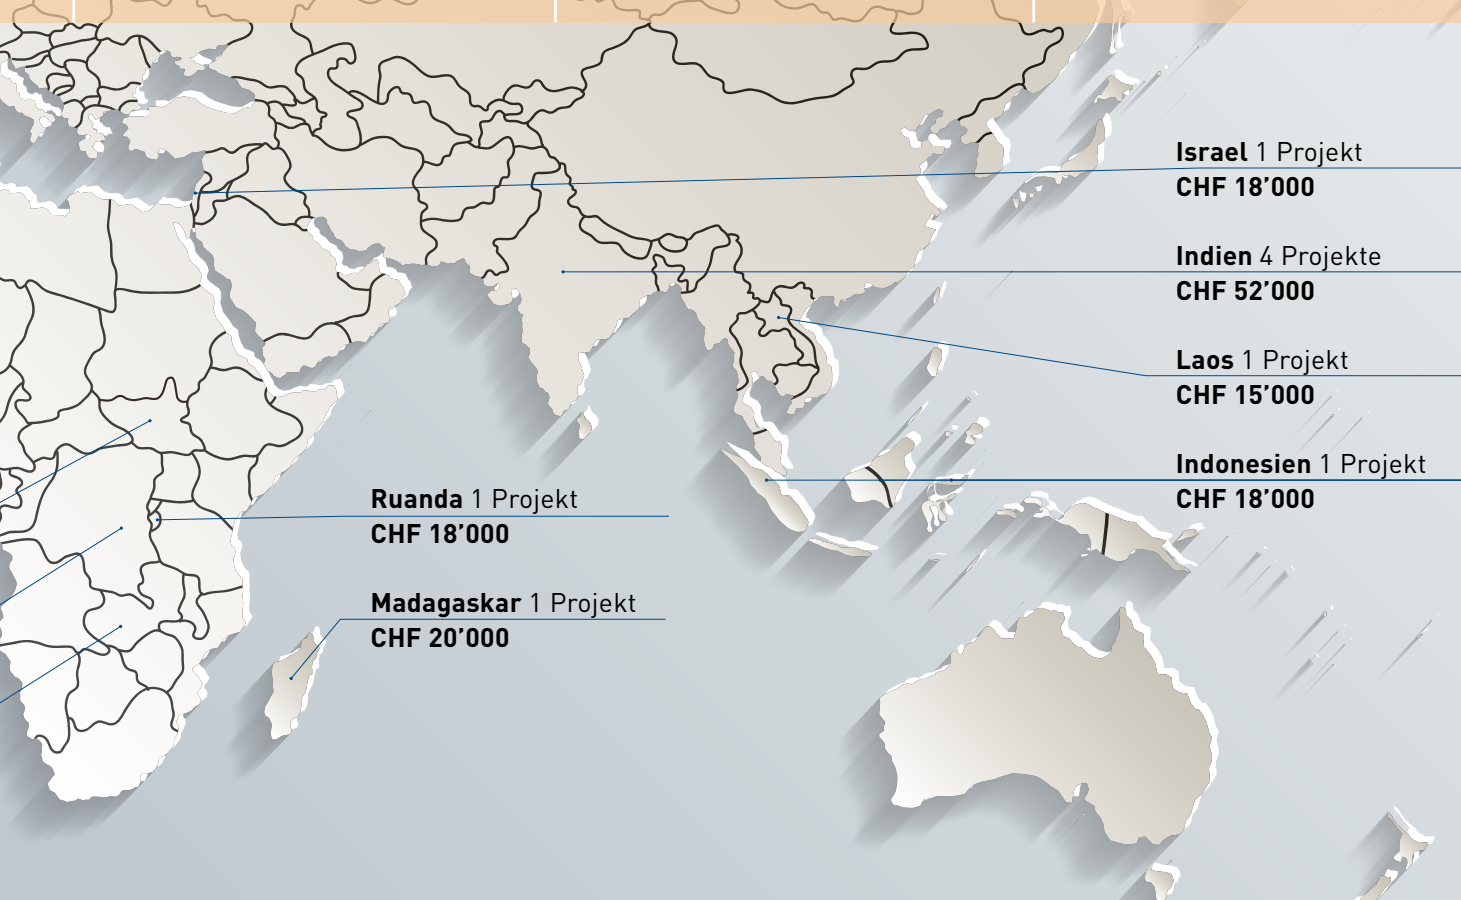 Israel 1 Projekt
CHF 18’000
Indien 4 Projekte
CHF 52’000
Laos 1 Projekt
CHF 15’000
Indonesien 1 Projekt
CHF 18’000
Ruanda 1 Projekt
CHF 18’000
Madagaskar 1 Projekt
CHF 20’000